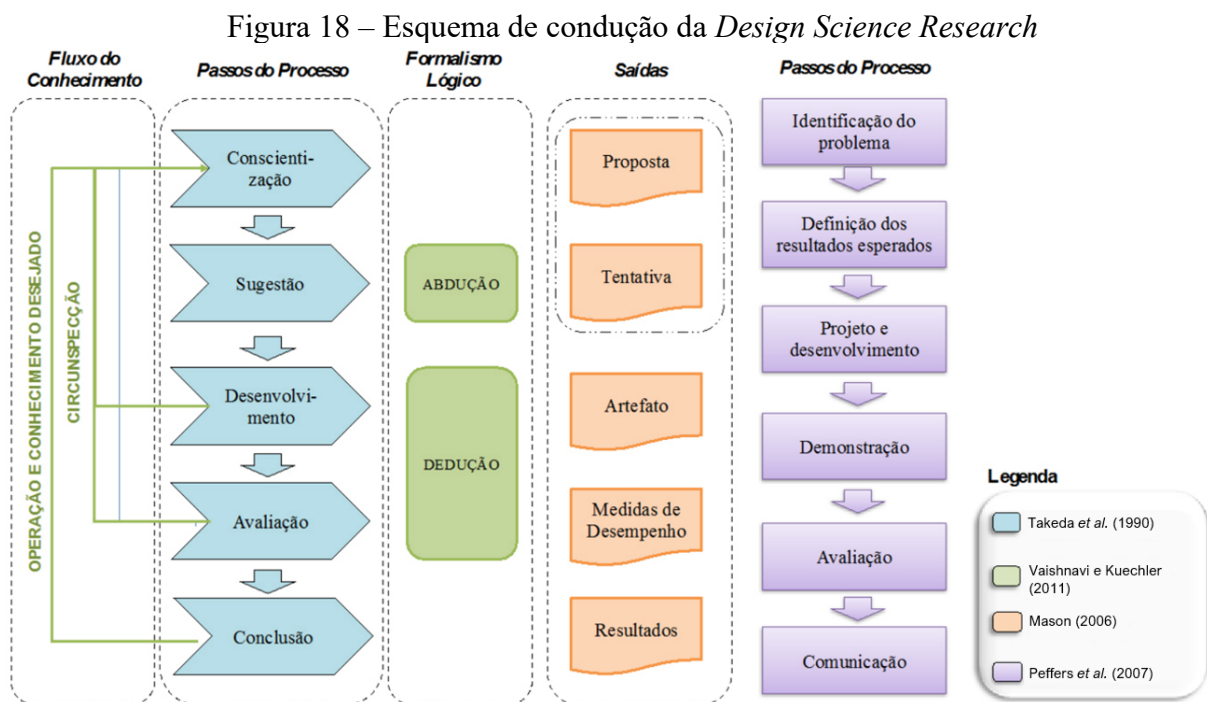 Figura 18 – Esquema de condução da Design Science Research
Fluxo do
Conhecimento
Passos do Processo
Formalismo
Lógico
Saídas
Passos do Processo
OPERAÇÃO E CONHECIMENTO DESEJADO
CIRCUNSPECÇÃO
Conscienti-
zação
Sugestão
Desenvolvi-
mento
Avaliação
Conclusão
ABDUÇÃO
DEDUÇÃO
Proposta
Tentativa
Artefato
Medidas de
Desempenho
Resultados
Identificação do
problema
Definição dos
resultados esperados
Projeto e
desenvolvimento
Demonstração
Avaliação
Comunicação
Legenda
Takeda et al. (1990)
Vaishnavi e Kuechler
(2011)
Mason (2006)
Peffers et al. (2007)